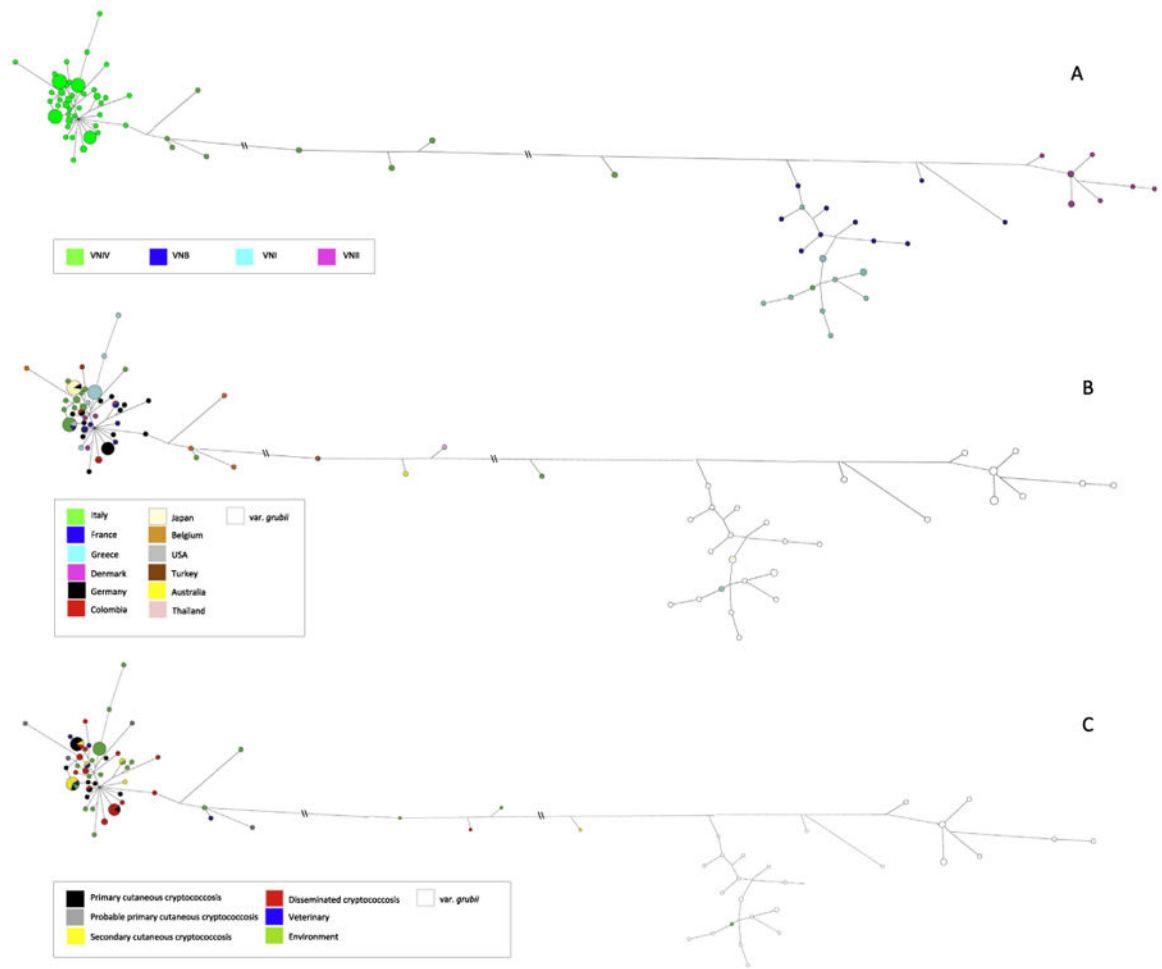 A
VNIV VNB VNI VNII
B
Italy Japan var. grubii
France Belgium
Greece USA
Denmark Turkey
Germany Australia
Colombia Thailand
C
Primary cutaneous cryptococcosis Disseminated cryptococcosis var. grubii
Probable primary cutaneous cryptococcosis Veterinary
Secondary cutaneous cryptococcosis Environment